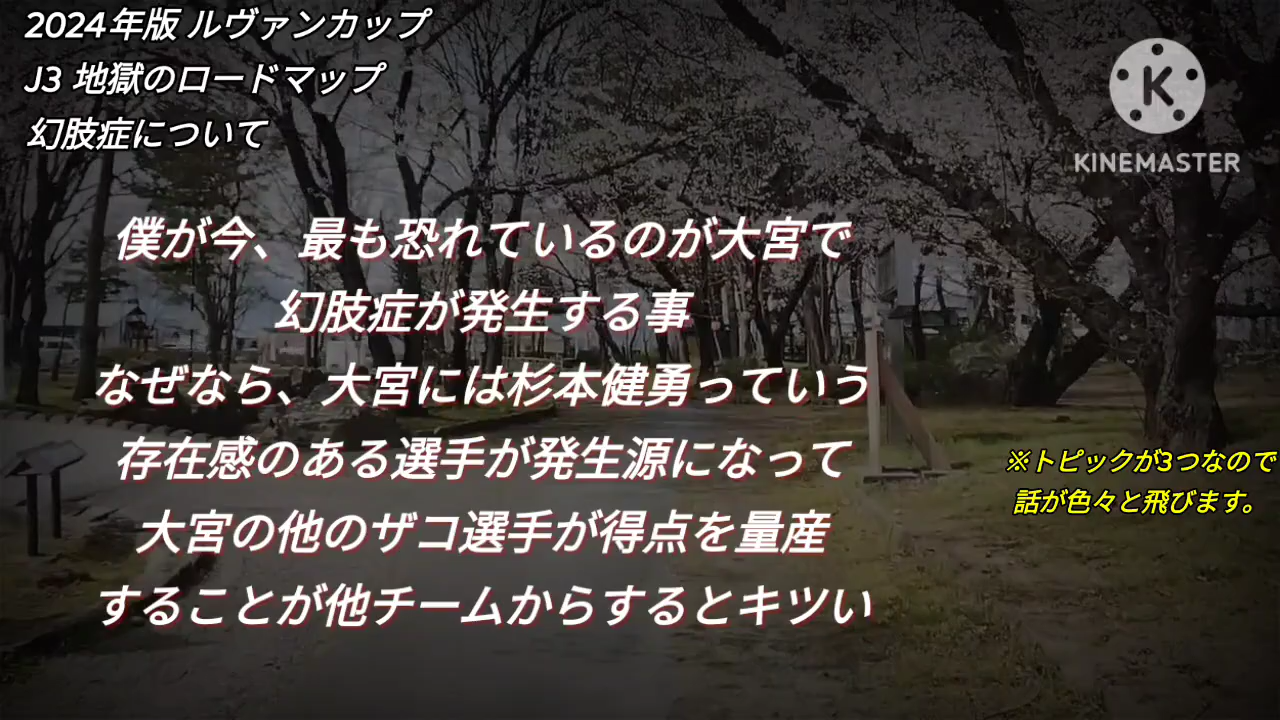 2024年版 ルヴァンカップ
J3 地獄のロードマップ
幻肢症について
KINEMASTER
僕が今、最も恐れているのが大宮で
幻肢症が発生する事
なぜなら、大宮には杉本健勇っていう
存在感のある選手が発生源になって
大宮の他のザコ選手が得点を量産
することが他チームからするとキツい
※トピックが3つなので
話が色々と飛びます。